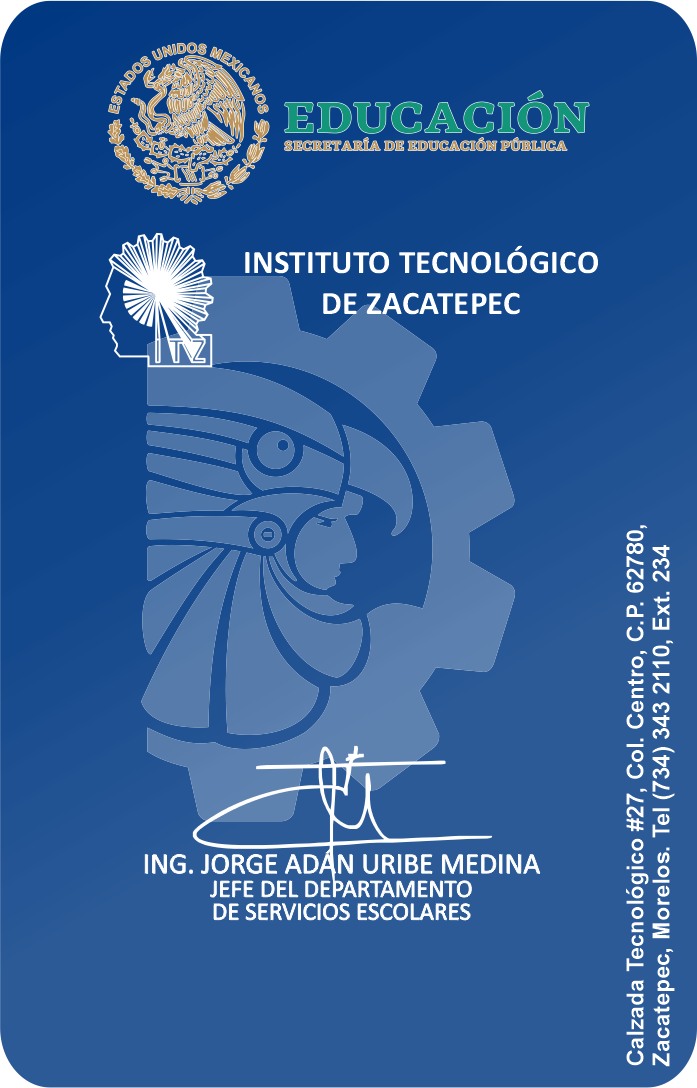 ESTADOS UNIDOS MEXICANOS
EDUCACIÓN
SECRETARÍA DE EDUCACIÓN PÚBLICA
INSTITUTO TECNOLÓGICO
DE ZACATEPEC
ITZ
ING. JORGE ADÁN URIBE MEDINA
JEFE DEL DEPARTAMENTO
DE SERVICIOS ESCOLARES
Calzada Tecnológico #27, Col. Centro, C.P. 62780,
Zacatepec, Morelos. Tel (734) 343 2110, Ext. 234